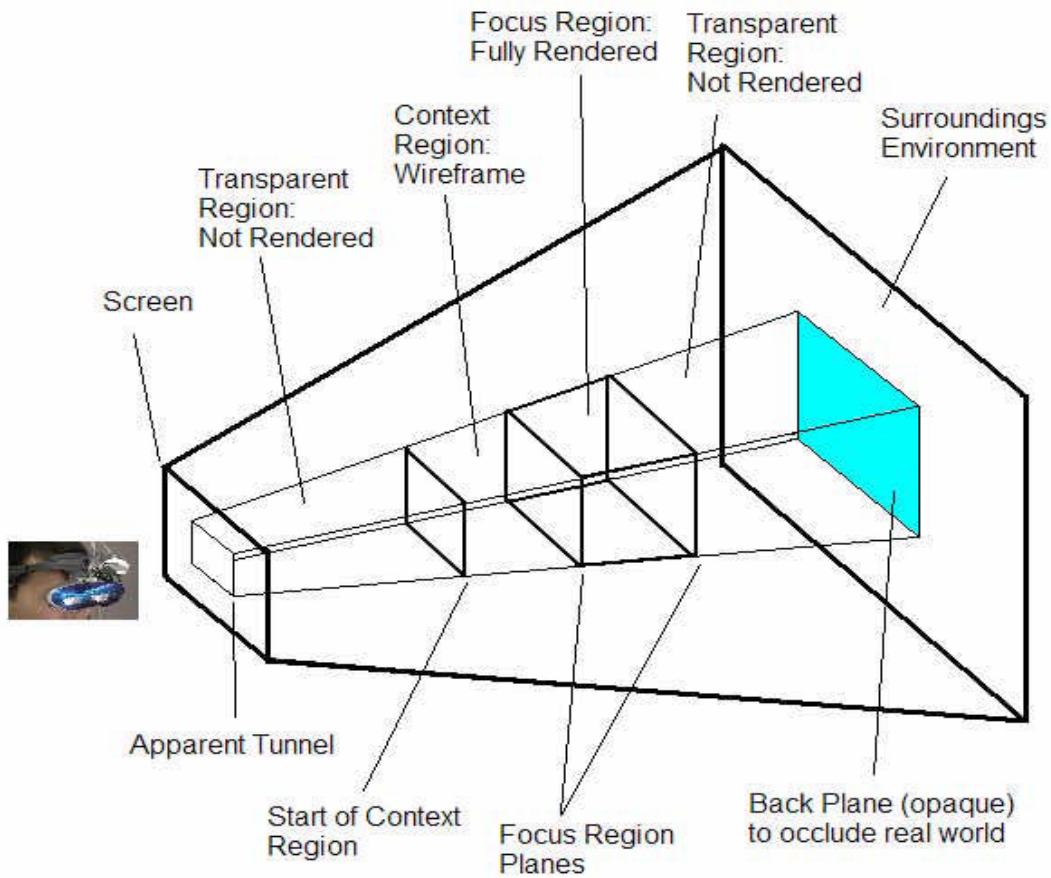 Focus Region:
Fully Rendered
Transparent
Region:
Not Rendered
Context
Region:
Wireframe
Surroundings
Environment
Transparent
Region:
Not Rendered
Screen
Apparent Tunnel
Start of Context
Region
Focus Region
Planes
Back Plane (opaque)
to occlude real world